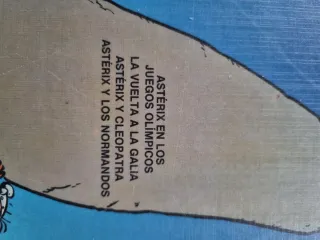 ASTÉRIX EN LOS
JUEGOS OLÍMPICOS
LA VUELTA A LA GALIA
ASTÉRIX Y CLEOPATRA
ASTÉRIX Y LOS NORMANDOS